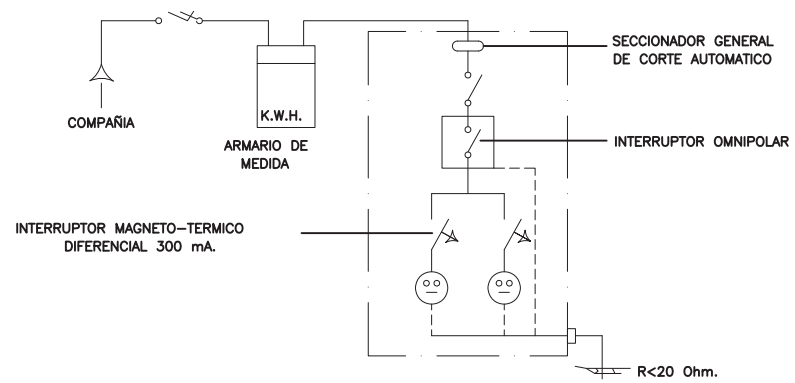 SECCIONADOR GENERAL
DE CORTE AUTOMATICO
COMPAÑIA
K.W.H.
ARMARIO DE
MEDIDA
INTERRUPTOR OMNIPOLAR
INTERRUPTOR MAGNETO-TERMICO
DIFERENCIAL 300 mA.
R<20 Ohm.